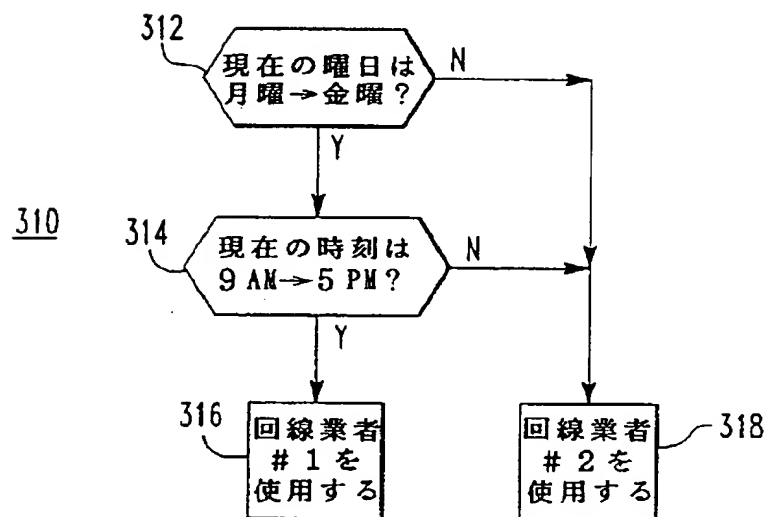 312
現在の曜日は
月曜→金曜?
N
Y
310
314
現在の時刻は
9 AM→5 PM?
N
Y
316
回線業者
#1を
使用する
回線業者
#2を
使用する
318